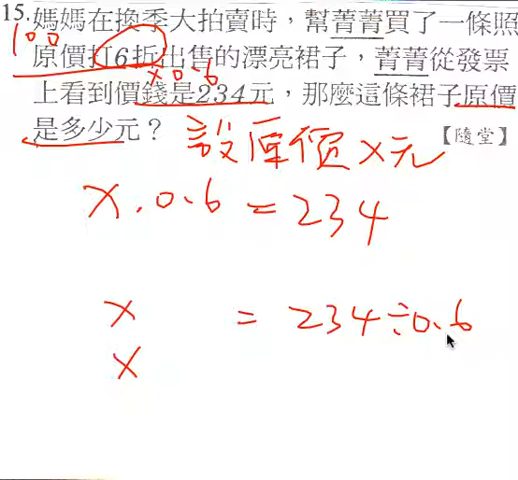 15.媽媽在換季大拍賣時，幫菁菁買了一條照
100
原價打6折出售的漂亮裙子，菁菁從發票
×0.6
上看到價錢是234元，那麼這條裙子原價
是多少元？ 【隨堂】
設原價x元
x.0.6=234
x = 234÷0.6
x